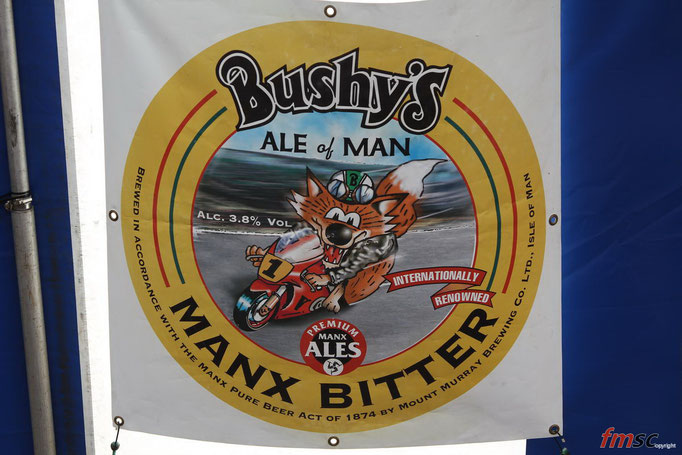 Bushy's
ALE of MAN
ALC. 3.8% VOL
1
INTERNATIONALLY
RENOWNED
PREMIUM
MANX
ALES
MANX BITTER
BREWED IN ACCORDANCE WITH THE MANX PURE BEER ACT OF 1874 BY MOUNT MURRAY BREWING CO. LTD., ISLE OF MAN
fmsc copyright